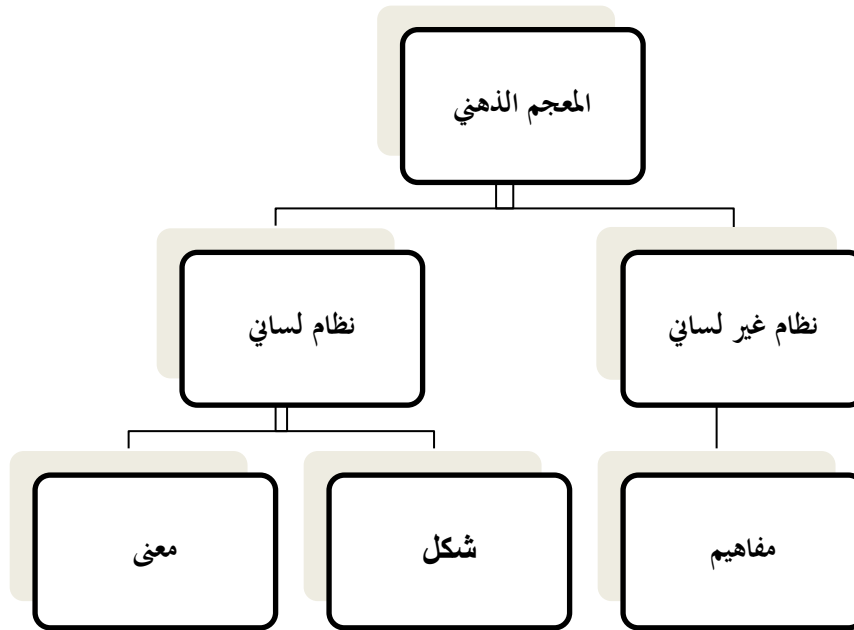 المعجم الذهني
نظام غير لساني
نظام لساني
مفاهيم
شكل
معنى